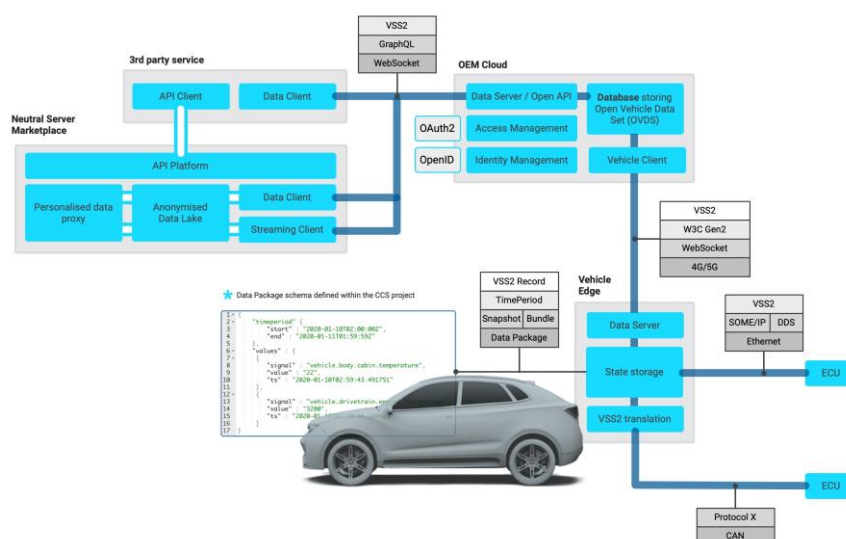 VSS2
GraphQL
WebSocket
3rd party service
API Client
Data Client
Neutral Server
Marketplace
API Platform
Personalised data
proxy
Anonymised
Data Lake
Data Client
Streaming Client
OEM Cloud
Data Server / Open API
OAuth2
Access Management
OpenID
Identity Management
Database storing
Open Vehicle Data
Set (OVDS)
Vehicle Client
VSS2
W3C Gen2
WebSocket
4G/5G
VSS2 Record
TimePeriod
Snapshot
Bundle
Data Package
Vehicle
Edge
Data Server
State storage
VSS2 translation
VSS2
SOME/IP
DDS
Ethernet
ECU
ECU
Protocol X
CAN
* Data Package schema defined within the CCS project
1 {
2 "timeperiod" {
3 "start" : "2020-01-10T02:00:00Z",
4 "end" : "2020-01-11T01:59:59Z"
5 },
6 "values" : {
7 {
8 "signal" : "vehicle.body.cabin.temperature",
9 "value" : "22",
10 "ts" : "2020-01-10T02:59:43.491751"
11 },
12 {
13 "signal" : "vehicle.drivetrain.en
14 "value" : "3200",
15 "ts" : "2020-01-
16 }
17 }